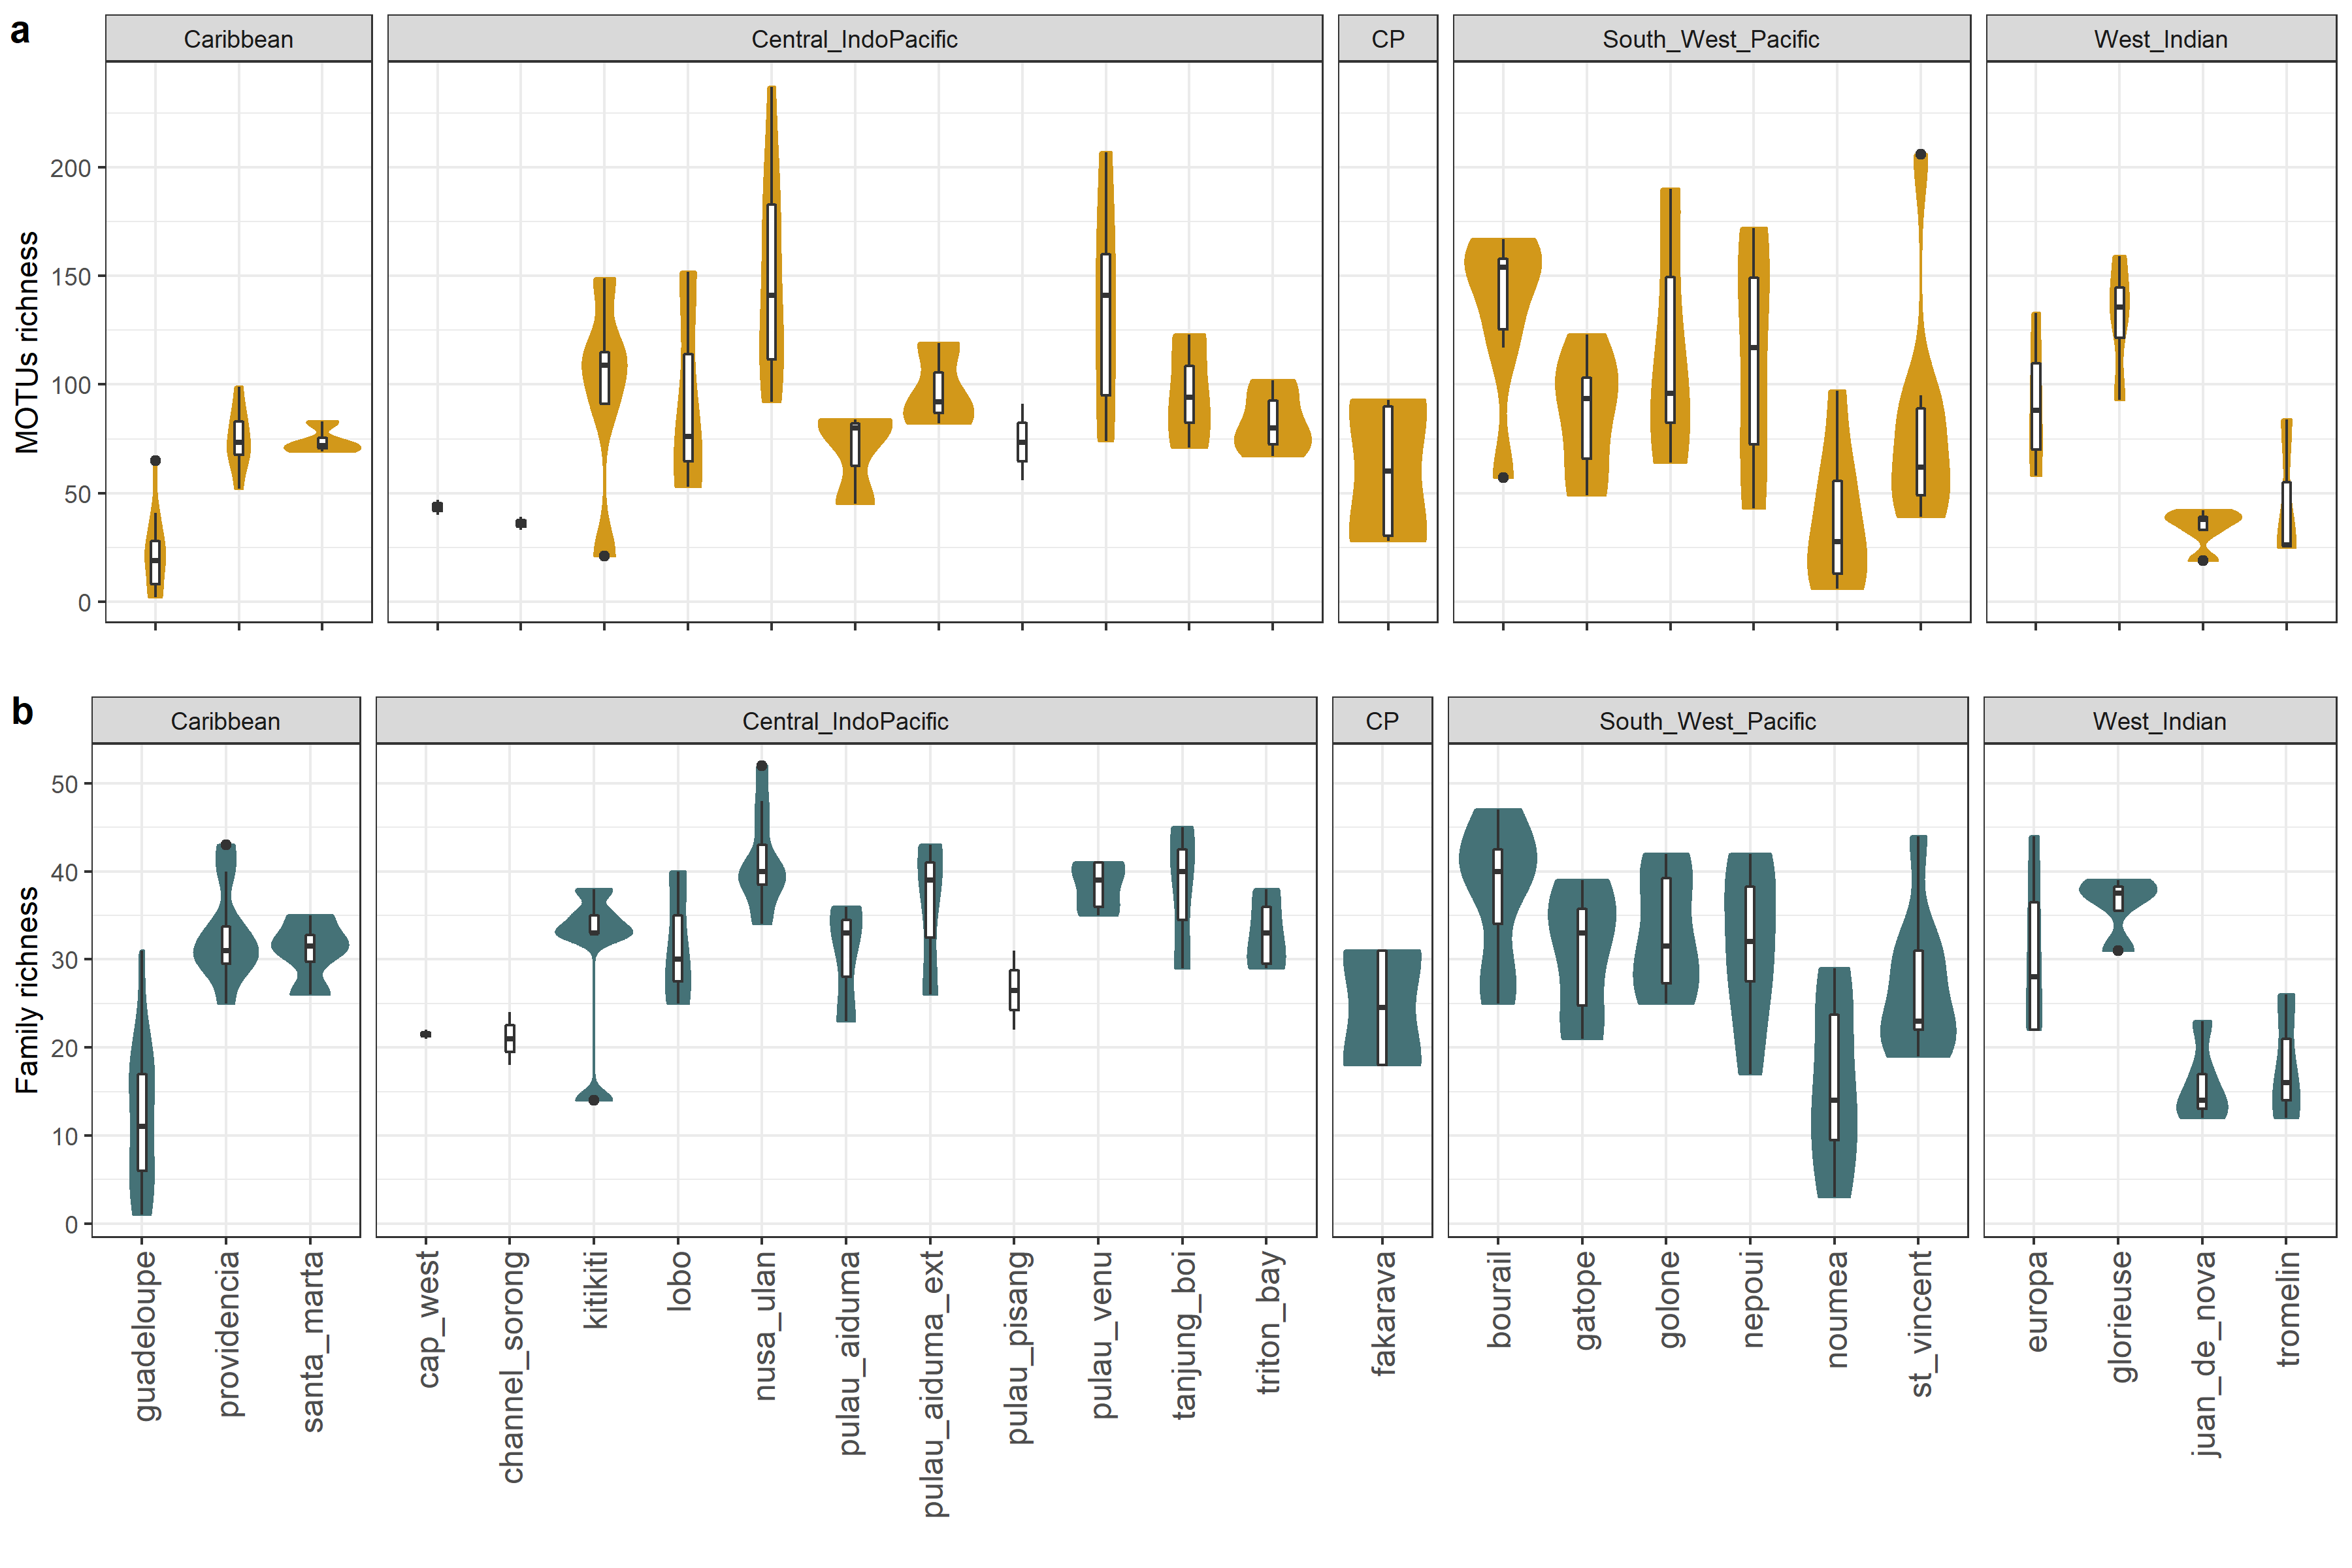 a
Caribbean
Central_IndoPacific
CP
South_West_Pacific
West_Indian
MOTUs richness
200
150
100
50
0
b
Caribbean
Central_IndoPacific
CP
South_West_Pacific
West_Indian
Family richness
50
40
30
20
10
0
guadeloupe
providencia
santa_marta
cap_west
channel_sorong
kitikiti
lobo
nusa_ulan
pulau_aiduma
pulau_aiduma_ext
pulau_pisang
pulau_venu
tanjung_boi
triton_bay
fakarava
bourail
gatope
golone
nepoui
noumea
st_vincent
europa
glorieuse
juan_de_nova
tromelin